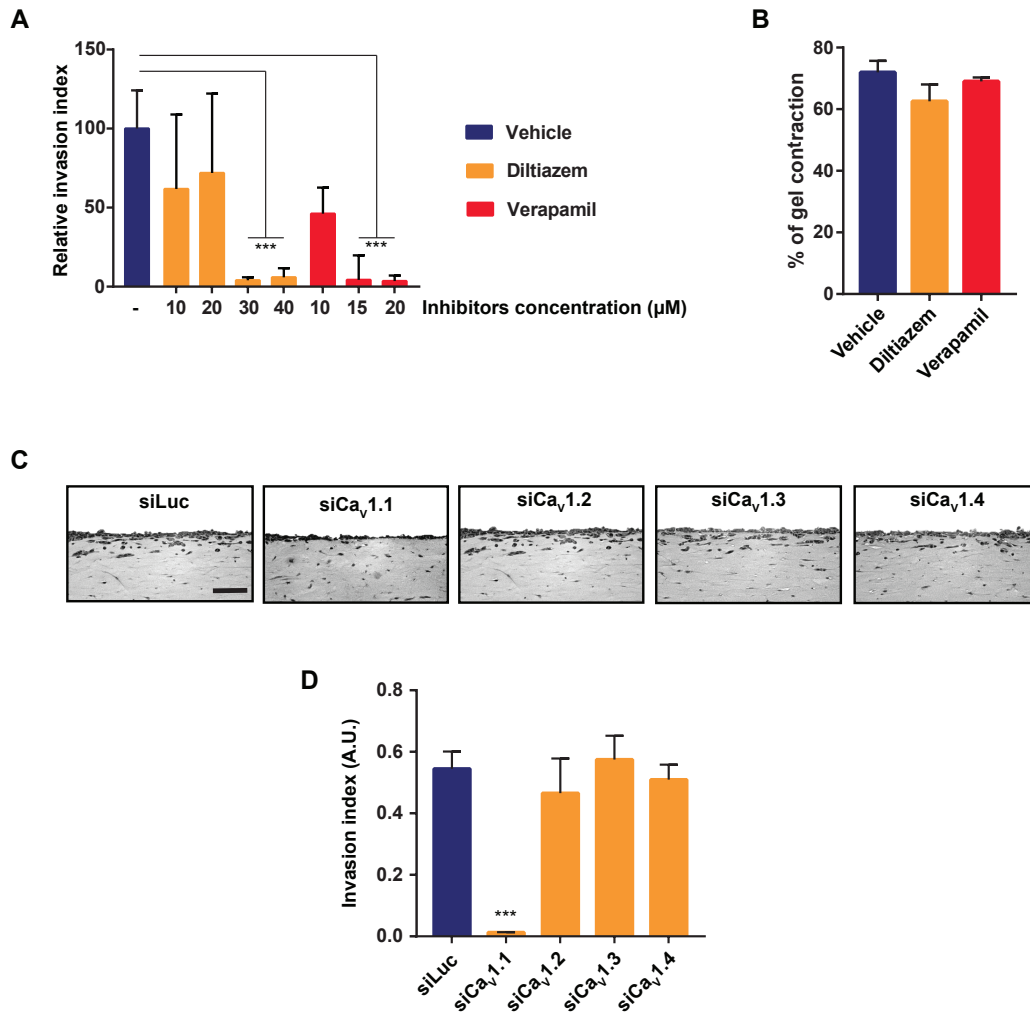 A
Relative invasion index
150
100
50
0
***
***
- 10 20 30 40 10 15 20 Inhibitors concentration (µM)
Vehicle
Diltiazem
Verapamil
B
% of gel contraction
80
60
40
20
0
Vehicle
Diltiazem
Verapamil
C
siLuc
siCaV1.1
siCaV1.2
siCaV1.3
siCaV1.4
D
Invasion index (A.U.)
0.8
0.6
0.4
0.2
0.0
***
siLuc
siCaV1.1
siCaV1.2
siCaV1.3
siCaV1.4